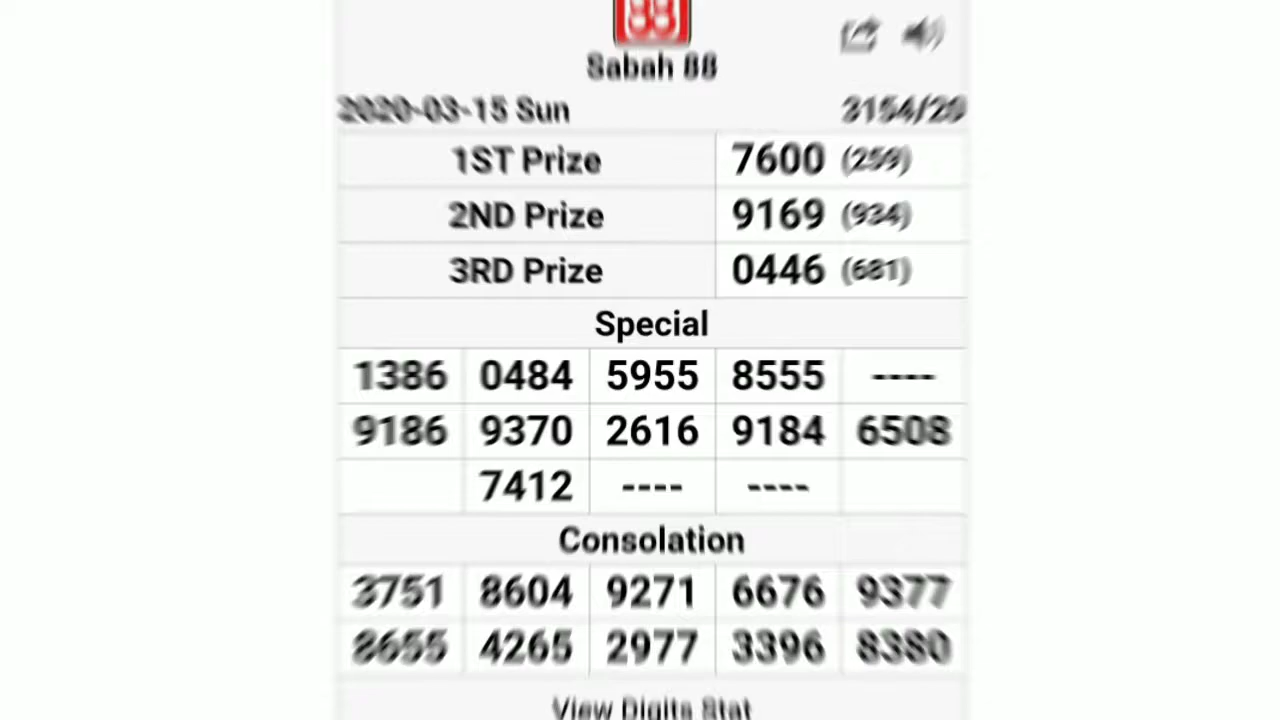 88
Sabah 88
2020-03-15 Sun 3154/20
1ST Prize 7600 (259)
2ND Prize 9169 (934)
3RD Prize 0446 (681)
Special
1386 0484 5955 8555 ----
9186 9370 2616 9184 6508
7412 ---- ----
Consolation
3751 8604 9271 6676 9377
8655 4265 2977 3396 8380
View Digits Stat